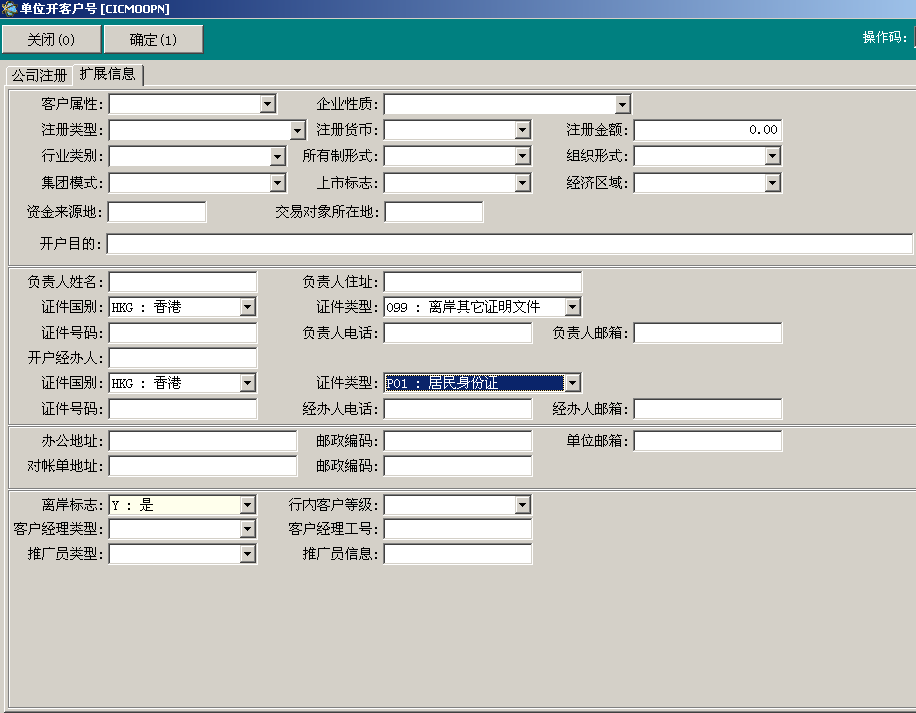 单位开客户号 [CICMOOPN]
关闭(0) 确定(1) 操作码:
公司注册 扩展信息
客户属性: 企业性质:
注册类型: 注册货币: 注册金额: 0.00
行业类别: 所有制形式: 组织形式:
集团模式: 上市标志: 经济区域:
资金来源地: 交易对象所在地:
开户目的:
负责人姓名: 负责人住址:
证件国别: HKG : 香港 证件类型: 099 : 离岸其它证明文件
证件号码: 负责人电话: 负责人邮箱:
开户经办人:
证件国别: HKG : 香港 证件类型: P01 : 居民身份证
证件号码: 经办人电话: 经办人邮箱:
办公地址: 邮政编码: 单位邮箱:
对帐单地址: 邮政编码:
离岸标志: Y : 是 行内客户等级:
客户经理类型: 客户经理工号:
推广员类型: 推广员信息: